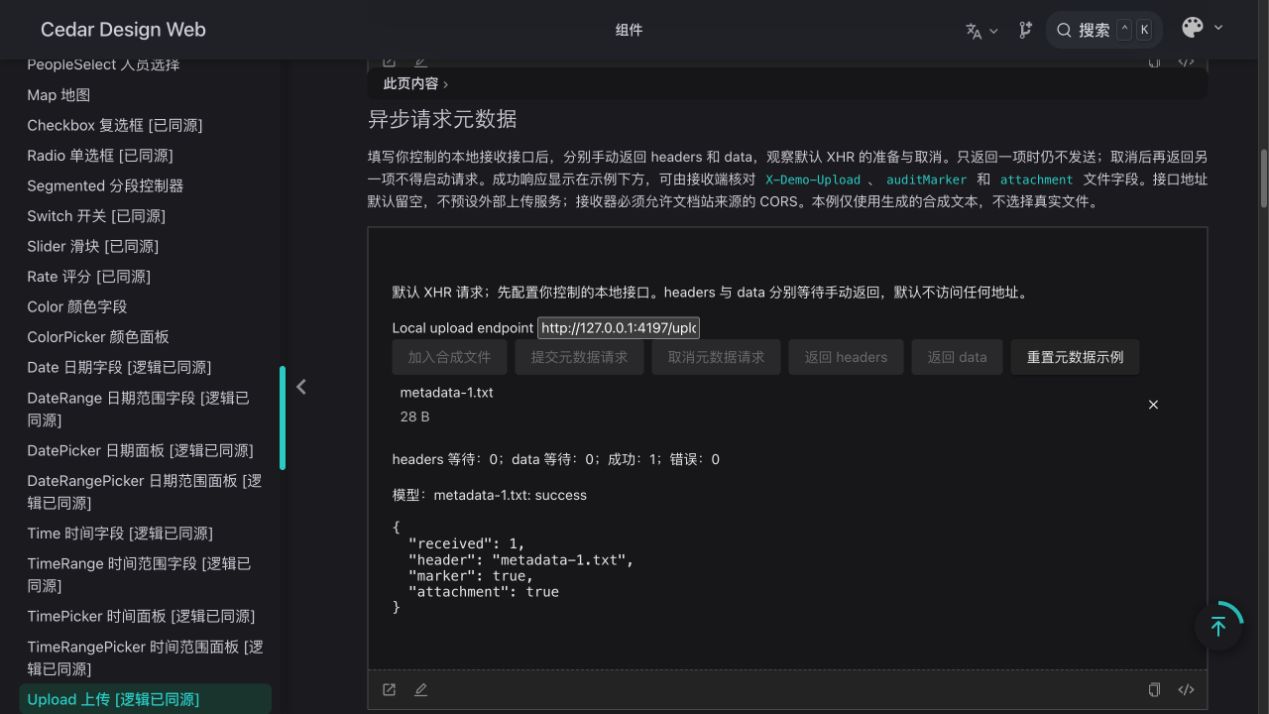 Cedar Design Web
组件
搜索 ^ K
PeopleSelect 人员选择
Map 地图
Checkbox 复选框 [已同源]
Radio 单选框 [已同源]
Segmented 分段控制器
Switch 开关 [已同源]
Slider 滑块 [已同源]
Rate 评分 [已同源]
Color 颜色字段
ColorPicker 颜色面板
Date 日期字段 [逻辑已同源]
DateRange 日期范围字段 [逻辑已
同源]
DatePicker 日期面板 [逻辑已同源]
DateRangePicker 日期范围面板 [逻
辑已同源]
Time 时间字段 [逻辑已同源]
TimeRange 时间范围字段 [逻辑已
同源]
TimePicker 时间面板 [逻辑已同源]
TimeRangePicker 时间范围面板 [逻
辑已同源]
Upload 上传 [逻辑已同源]
此页内容 ›
异步请求元数据
填写你控制的本地接收接口后，分别手动返回 headers 和 data，观察默认 XHR 的准备与取消。只返回一项时仍不发送；取消后再返回另
一项不得启动请求。成功响应显示在示例下方，可由接收端核对 X-Demo-Upload 、 auditMarker 和 attachment 文件字段。接口地址
默认留空，不预设外部上传服务；接收器必须允许文档站来源的 CORS。本例仅使用生成的合成文本，不选择真实文件。
默认 XHR 请求；先配置你控制的本地接口。headers 与 data 分别等待手动返回，默认不访问任何地址。
Local upload endpoint http://127.0.0.1:4197/uplo
加入合成文件 提交元数据请求 取消元数据请求 返回 headers 返回 data 重置元数据示例
metadata-1.txt
28 B
headers 等待：0；data 等待：0；成功：1；错误：0
模型：metadata-1.txt: success
{
"received": 1,
"header": "metadata-1.txt",
"marker": true,
"attachment": true
}